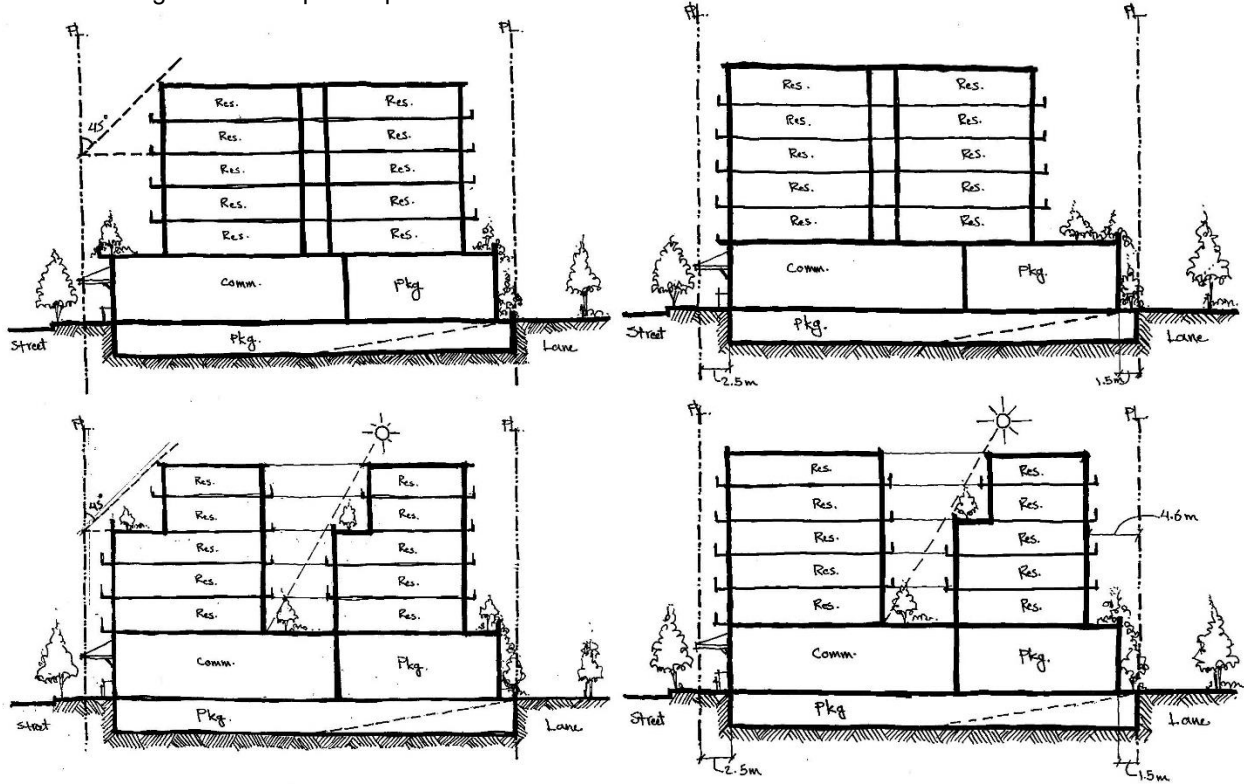 PL.
PL.
45°
Res. Res.
Res. Res.
Res. Res.
Res. Res.
Res. Res.
Comm. Pkg
Pkg.
Street Lane
PL.
PL.
Res. Res.
Res. Res.
Res. Res.
Res. Res.
Res. Res.
Comm. Pkg.
Pkg.
Street Lane
2.5m 1.5m
PL.
PL.
45°
Res. Res.
Res. Res.
Res. Res.
Res. Res.
Res. Res.
Comm. Pkg.
Pkg.
Street Lane
PL.
PL.
Res. Res.
Res. Res.
4.6m
Res. Res.
Res. Res.
Res. Res.
Comm. Pkg.
Pkg
Street Lane
2.5m 1.5m